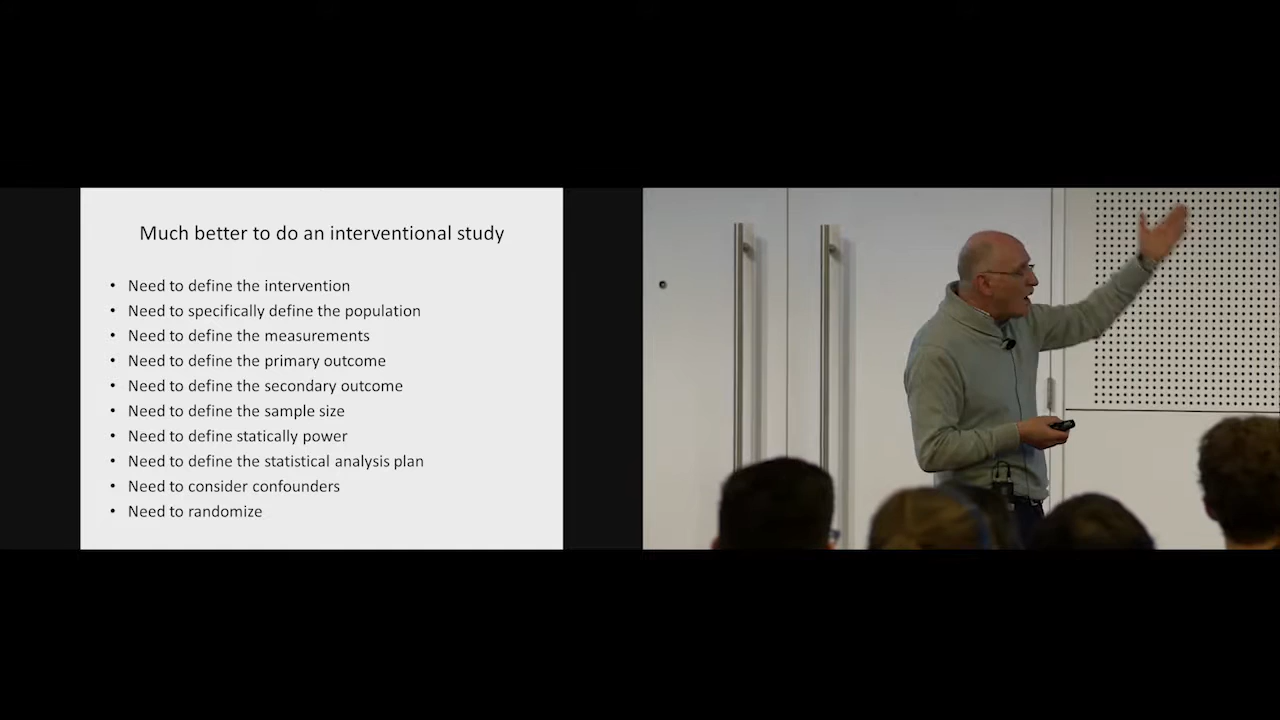 Much better to do an interventional study
• Need to define the intervention
• Need to specifically define the population
• Need to define the measurements
• Need to define the primary outcome
• Need to define the secondary outcome
• Need to define the sample size
• Need to define statically power
• Need to define the statistical analysis plan
• Need to consider confounders
• Need to randomize